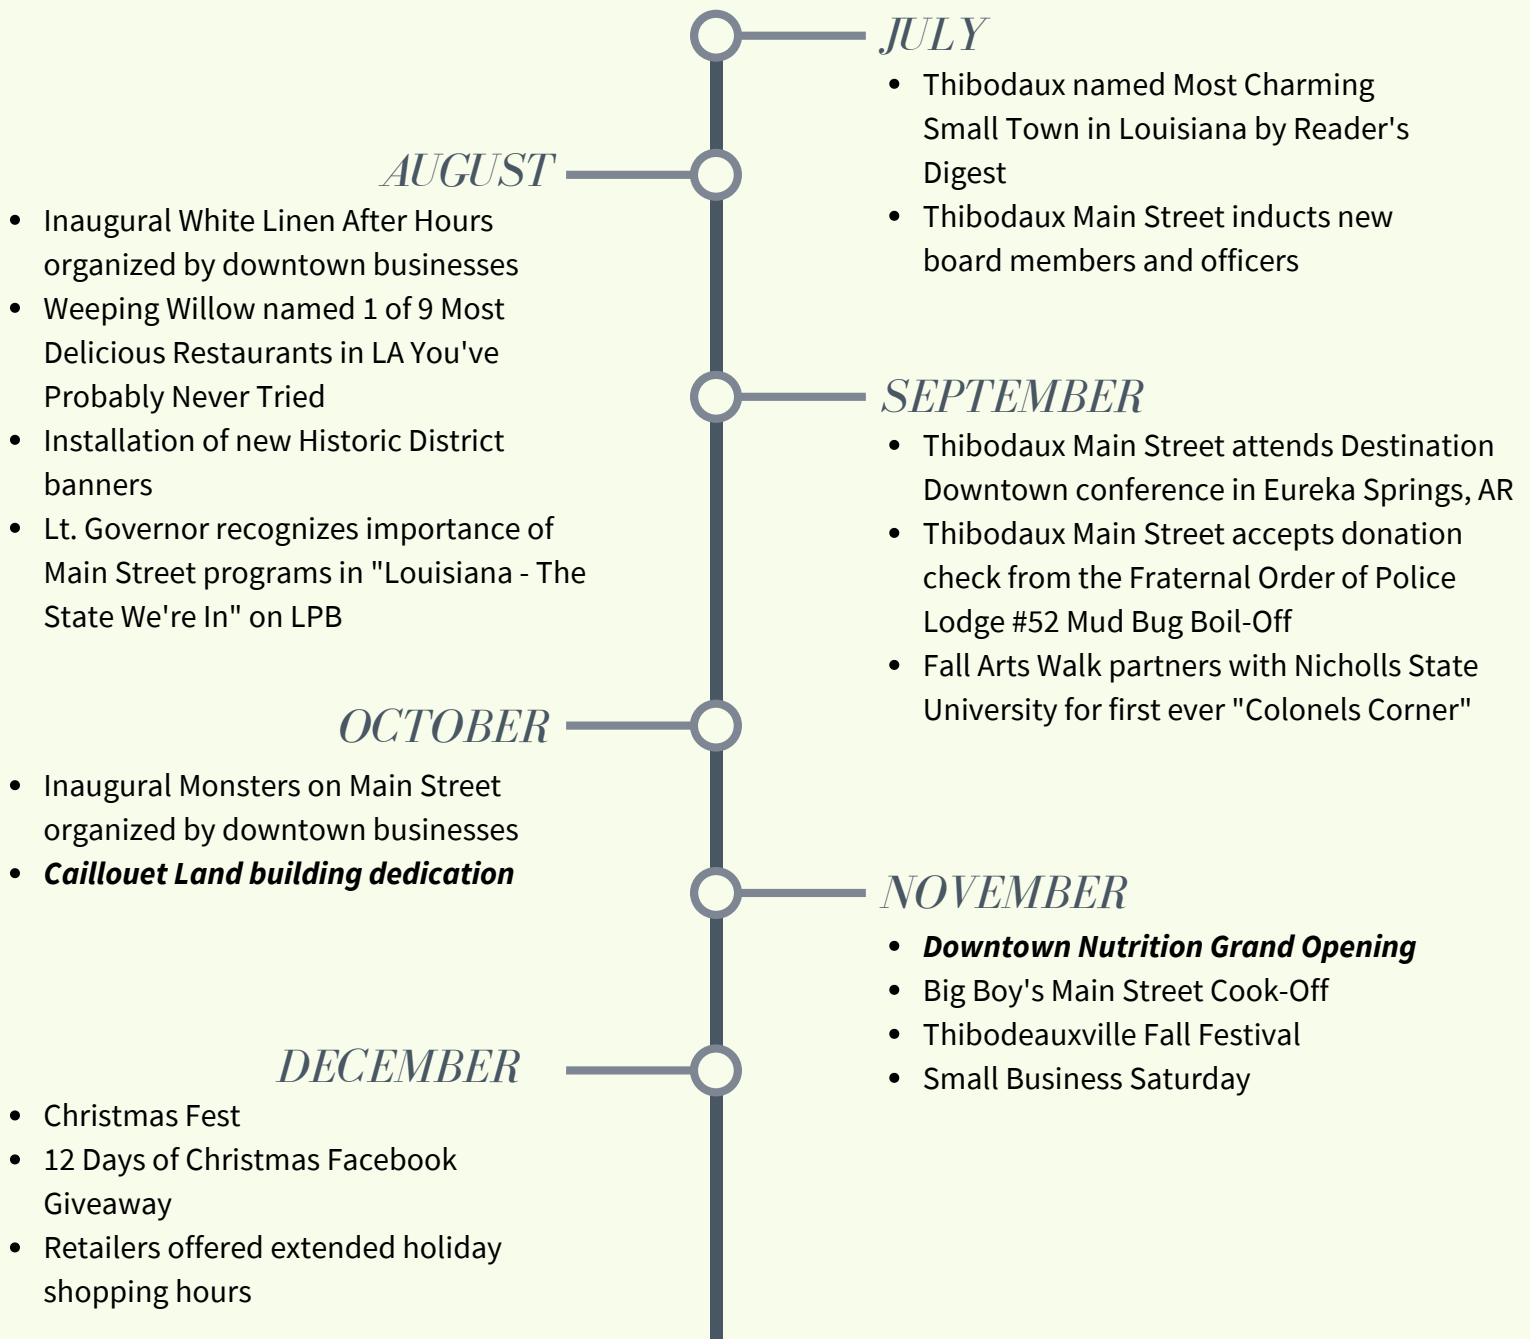 JULY
• Thibodaux named Most Charming
Small Town in Louisiana by Reader's
Digest
• Thibodaux Main Street inducts new
board members and officers
AUGUST
• Inaugural White Linen After Hours
organized by downtown businesses
• Weeping Willow named 1 of 9 Most
Delicious Restaurants in LA You've
Probably Never Tried
• Installation of new Historic District
banners
• Lt. Governor recognizes importance of
Main Street programs in "Louisiana - The
State We're In" on LPB
SEPTEMBER
• Thibodaux Main Street attends Destination
Downtown conference in Eureka Springs, AR
• Thibodaux Main Street accepts donation
check from the Fraternal Order of Police
Lodge #52 Mud Bug Boil-Off
• Fall Arts Walk partners with Nicholls State
University for first ever "Colonels Corner"
OCTOBER
• Inaugural Monsters on Main Street
organized by downtown businesses
• Caillouet Land building dedication
NOVEMBER
• Downtown Nutrition Grand Opening
• Big Boy's Main Street Cook-Off
• Thibodeauxville Fall Festival
• Small Business Saturday
DECEMBER
• Christmas Fest
• 12 Days of Christmas Facebook
Giveaway
• Retailers offered extended holiday
shopping hours